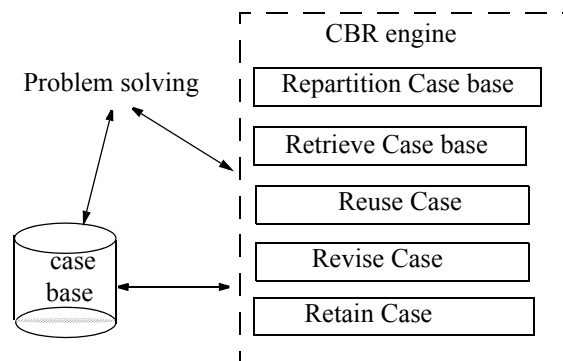 CBR engine
Problem solving
Repartition Case base
Retrieve Case base
Reuse Case
Revise Case
Retain Case
case
base